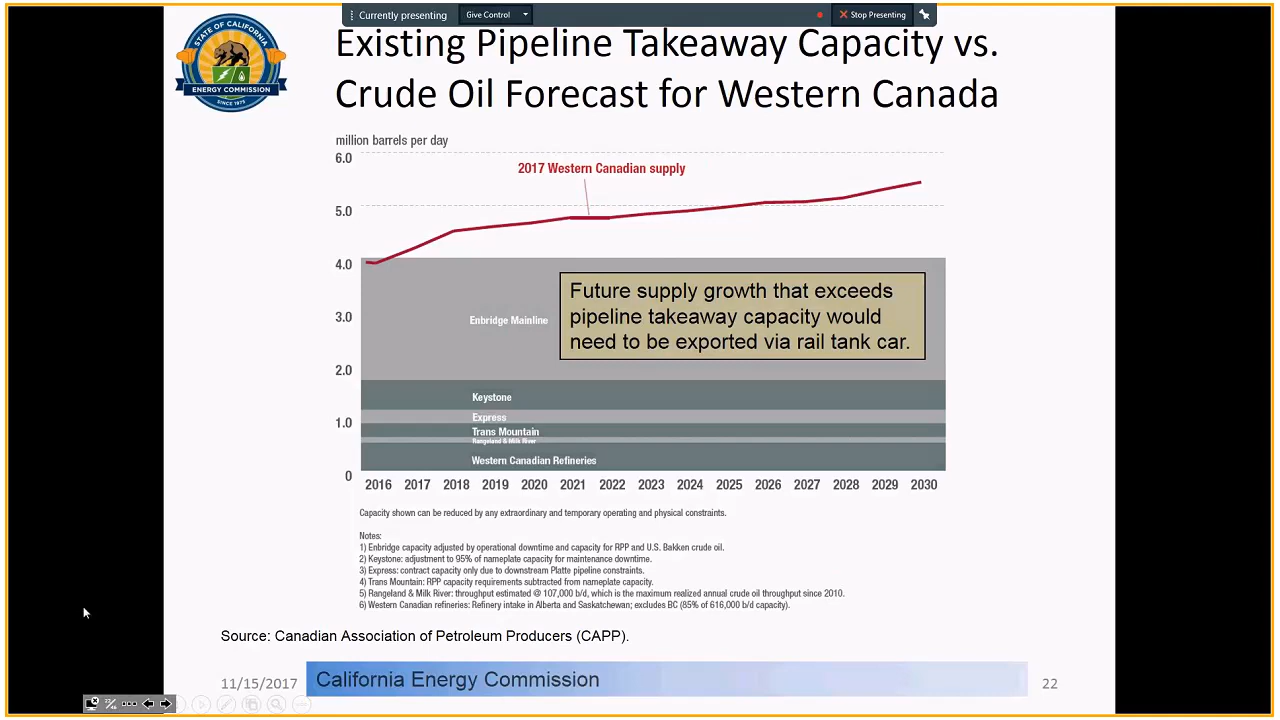 Currently presenting
Give Control
Stop Presenting
STATE OF CALIFORNIA
ENERGY COMMISSION
SINCE 1975
Existing Pipeline Takeaway Capacity vs.
Crude Oil Forecast for Western Canada
million barrels per day
6.0
2017 Western Canadian supply
5.0
4.0
Future supply growth that exceeds
pipeline takeaway capacity would
need to be exported via rail tank car.
3.0
Enbridge Mainline
2.0
Keystone
1.0
Express
Trans Mountain
Rangeland & Milk River
Western Canadian Refineries
0
2016 2017 2018 2019 2020 2021 2022 2023 2024 2025 2026 2027 2028 2029 2030
Capacity shown can be reduced by any extraordinary and temporary operating and physical constraints.
Notes:
1) Enbridge capacity adjusted by operational downtime and capacity for RPP and U.S. Bakken crude oil.
2) Keystone: adjustment to 95% of nameplate capacity for maintenance downtime.
3) Express: contract capacity only due to downstream Platte pipeline constraints.
4) Trans Mountain: RPP capacity requirements subtracted from nameplate capacity.
5) Rangeland & Milk River: throughput estimated @ 107,000 b/d, which is the maximum realized annual crude oil throughput since 2010.
6) Western Canadian refineries: Refinery intake in Alberta and Saskatchewan; excludes BC (85% of 616,000 b/d capacity).
Source: Canadian Association of Petroleum Producers (CAPP).
11/15/2017
California Energy Commission
22